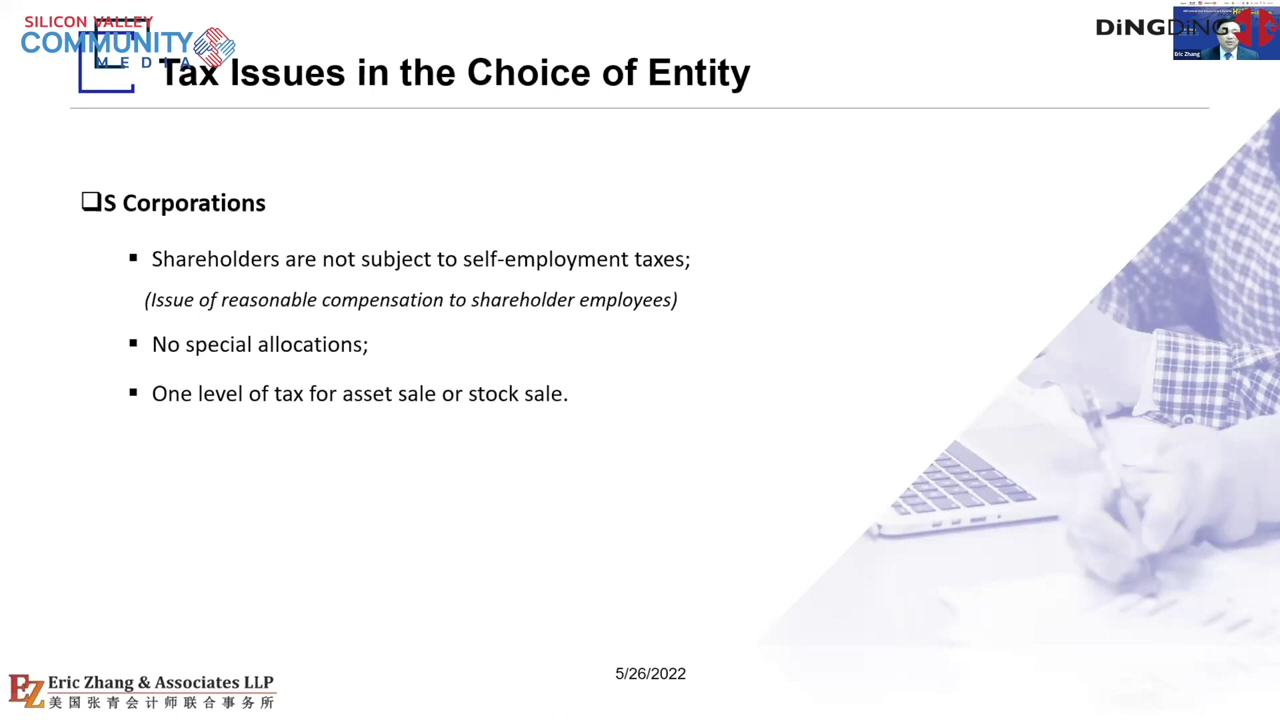 SILICON VALLEY
COMMUNITY
MEDIA
DiNGDiNG
Eric Zhang
Tax Issues in the Choice of Entity
S Corporations
Shareholders are not subject to self-employment taxes;
(Issue of reasonable compensation to shareholder employees)
No special allocations;
One level of tax for asset sale or stock sale.
5/26/2022
EZ Eric Zhang & Associates LLP
美国张青会计师联合事务所